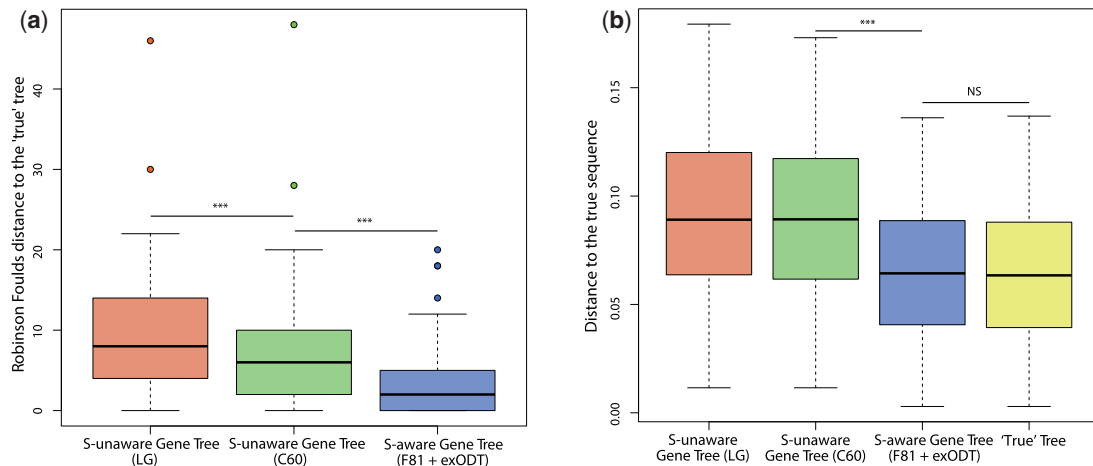 (a)
Robinson Foulds distance to the 'true' tree
40
30
20
10
0
***
***
S-unaware Gene Tree
(LG)
S-unaware Gene Tree
(C60)
S-aware Gene Tree
(F81 + exODT)
(b)
Distance to the true sequence
0.15
0.10
0.05
0.00
***
NS
S-unaware
Gene Tree (LG)
S-unaware
Gene Tree (C60)
S-aware Gene Tree
(F81 + exODT)
‘True’ Tree